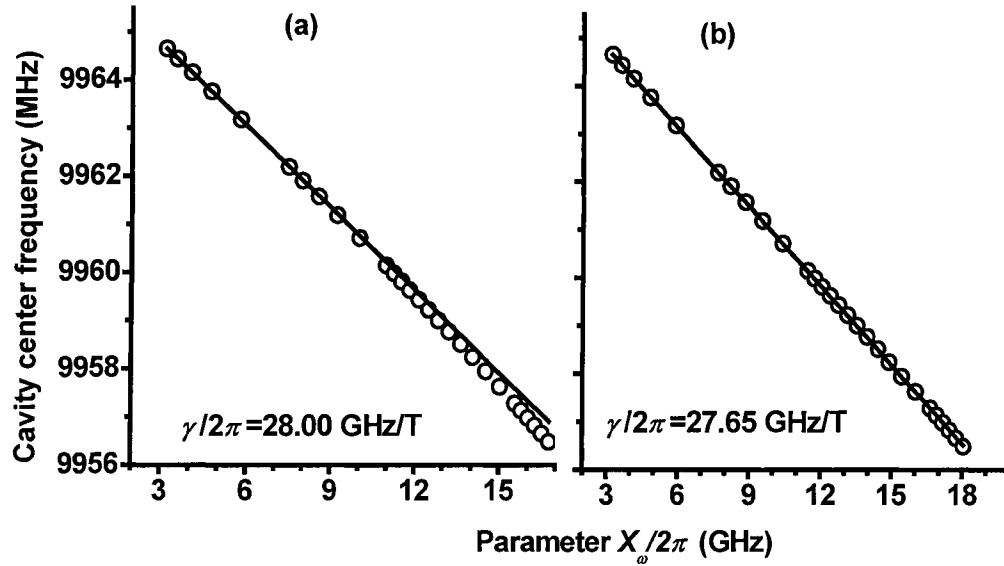 (a)
(b)
Cavity center frequency (MHz)
9964
9962
9960
9958
9956
γ/2π=28.00 GHz/T
γ/2π=27.65 GHz/T
3 6 9 12 15
3 6 9 12 15 18
Parameter X_ω/2π (GHz)